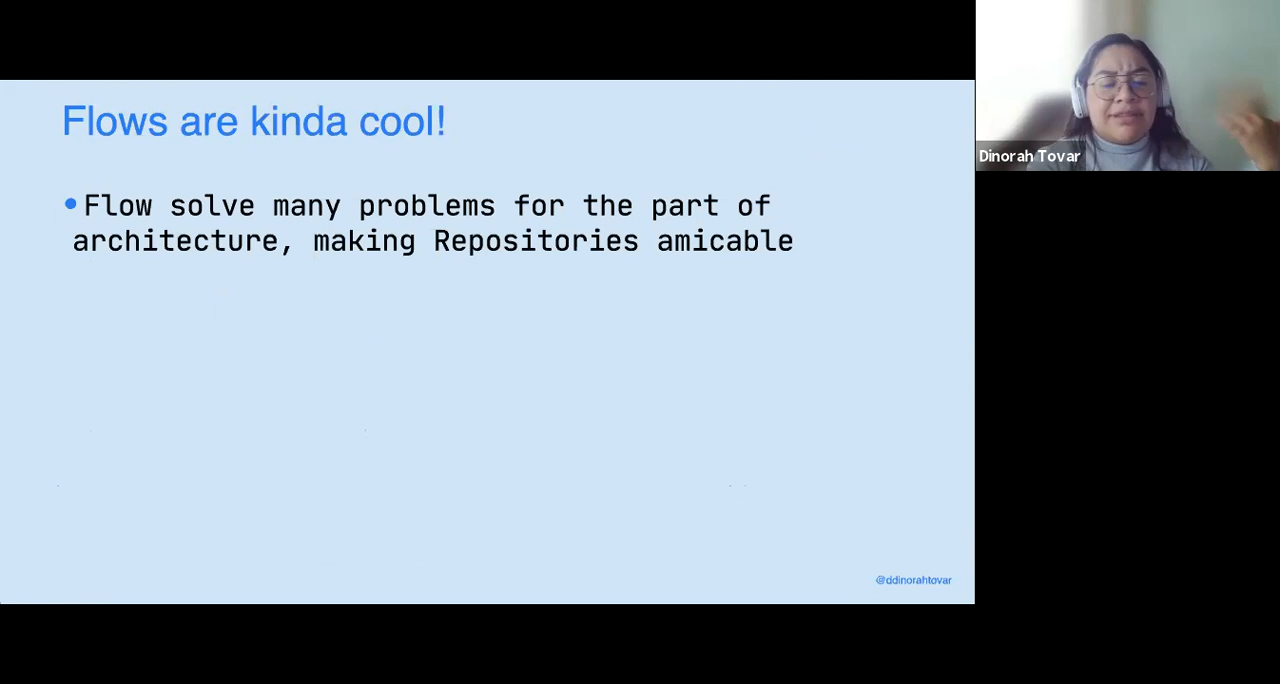 Flows are kinda cool!
•Flow solve many problems for the part of
architecture, making Repositories amicable
@ddinorahtovar
Dinorah Tovar